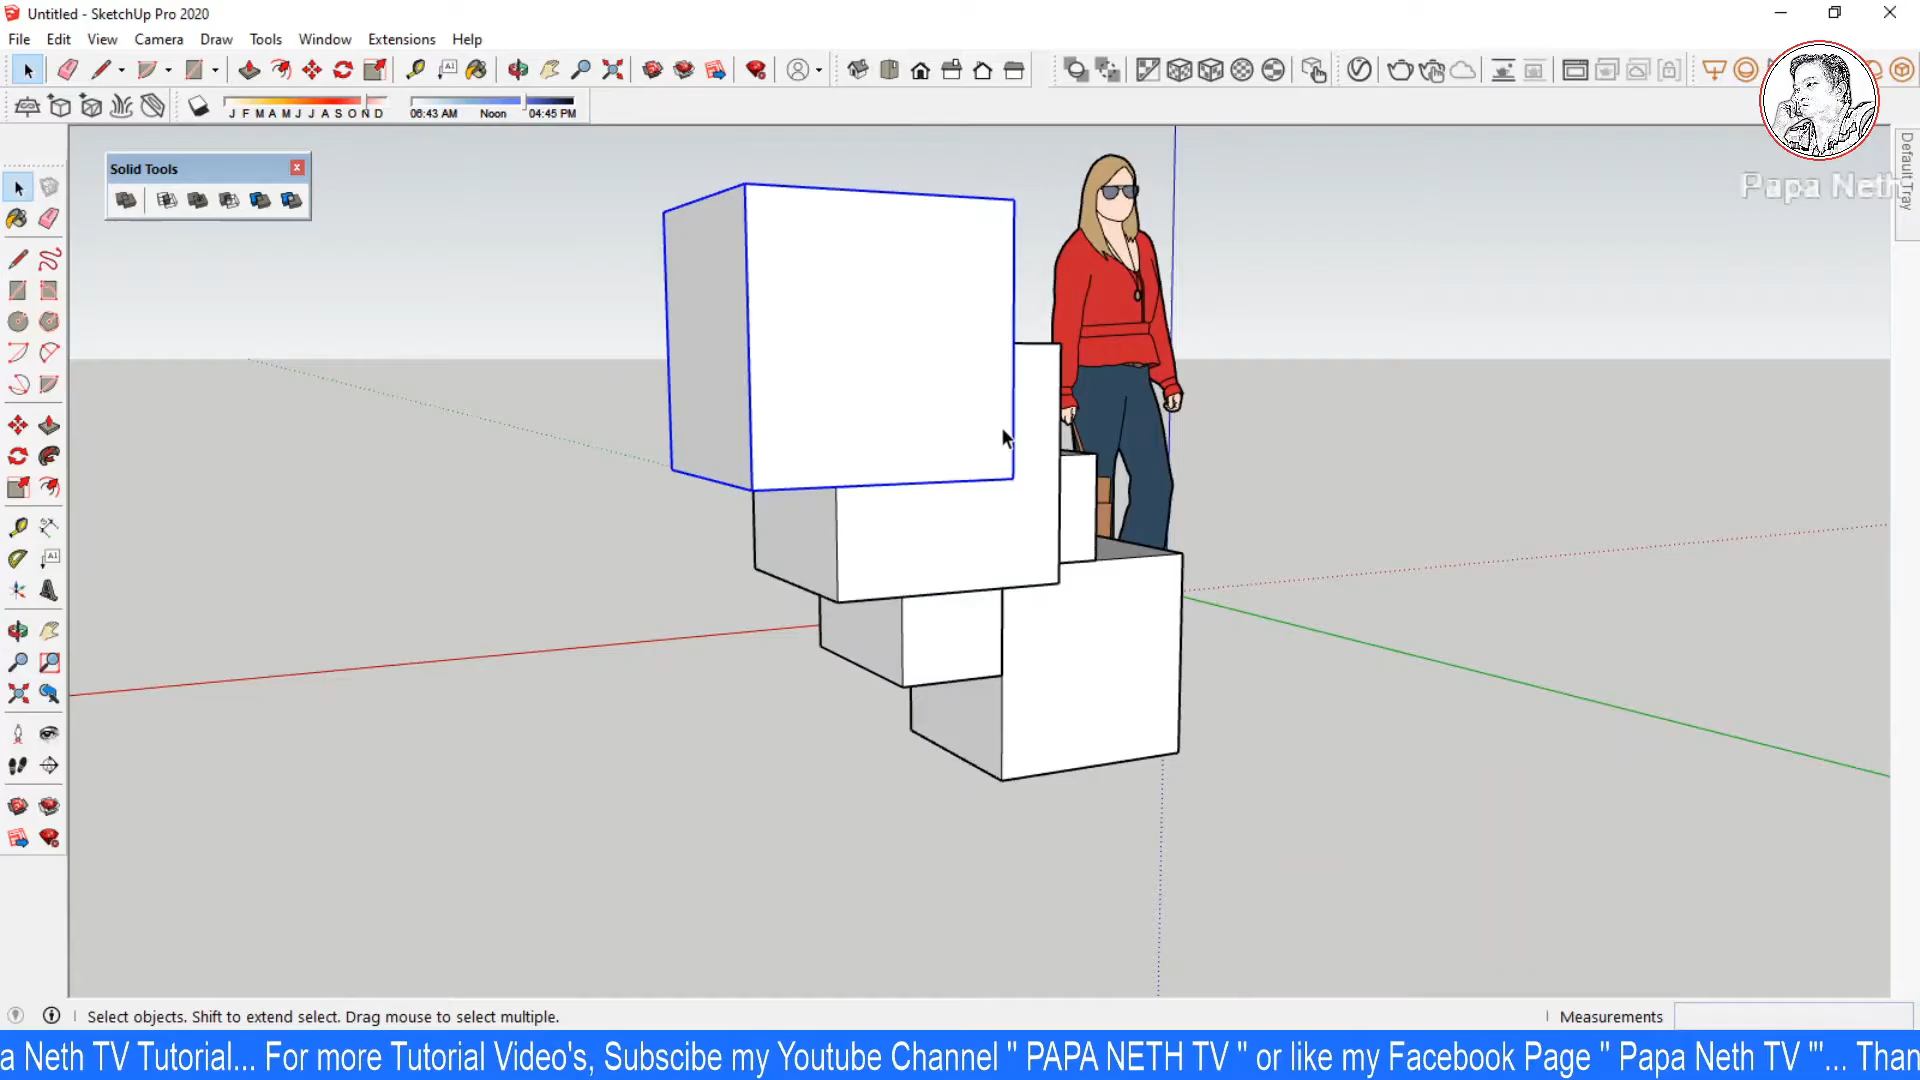 Untitled - SketchUp Pro 2020
File Edit View Camera Draw Tools Window Extensions Help
J F M A M J J A S O N D 06:43 AM Noon 04:45 PM
Solid Tools
Default Tray
Papa Neth
Select objects. Shift to extend select. Drag mouse to select multiple.
Measurements
a Neth TV Tutorial... For more Tutorial Video's, Subscibe my Youtube Channel " PAPA NETH TV " or like my Facebook Page " Papa Neth TV "'... Than